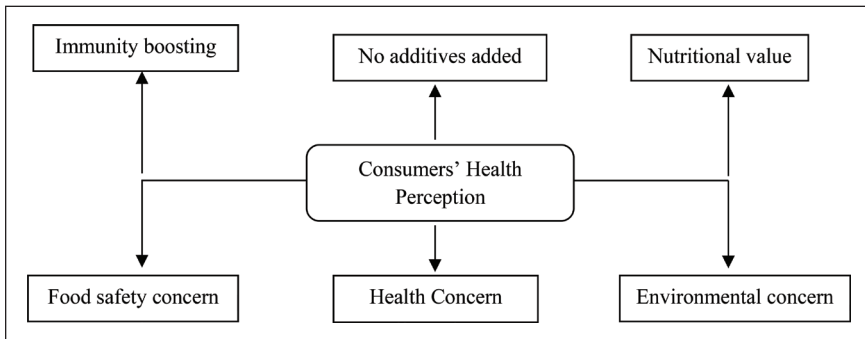 Immunity boosting
No additives added
Nutritional value
Consumers’ Health
Perception
Food safety concern
Health Concern
Environmental concern